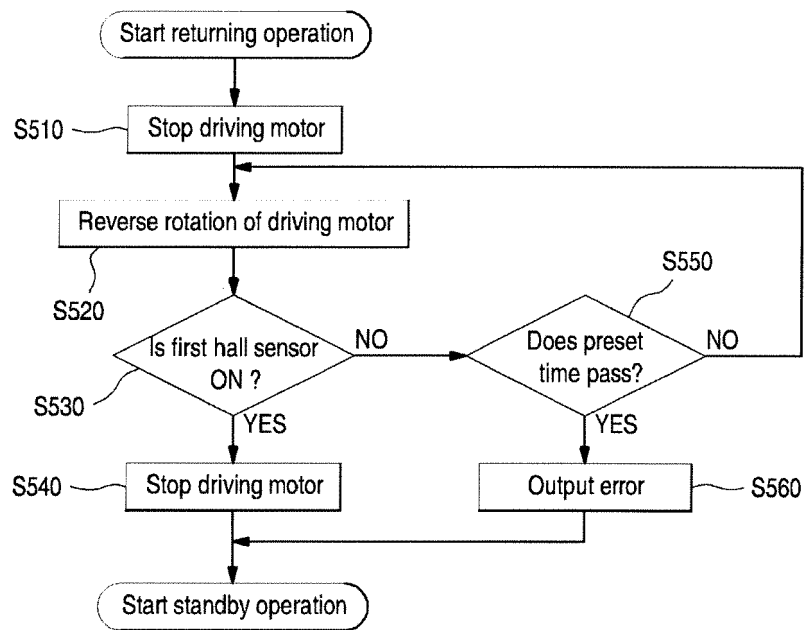 Start returning operation
S510
Stop driving motor
Reverse rotation of driving motor
S520
S550
Is first hall sensor
ON ?
NO
Does preset
time pass?
NO
S530
YES
YES
S540
Stop driving motor
Output error
S560
Start standby operation